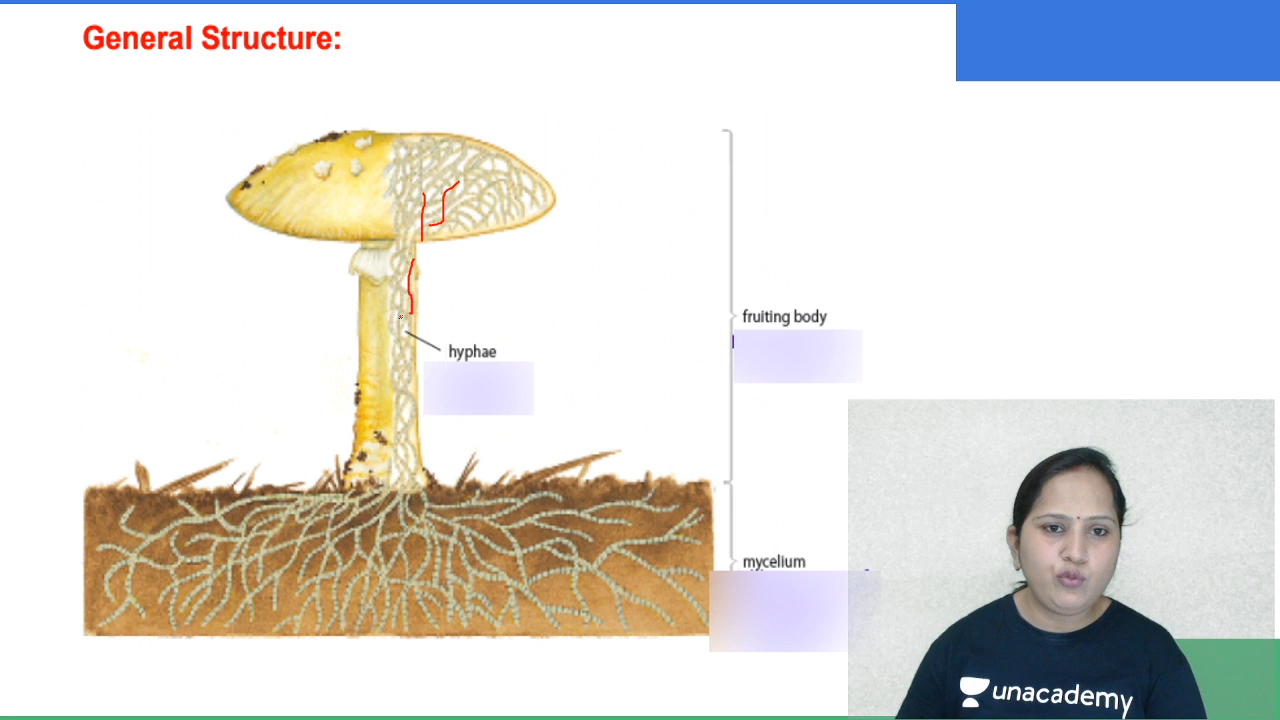 General Structure:
fruiting body
hyphae
mycelium
unacademy